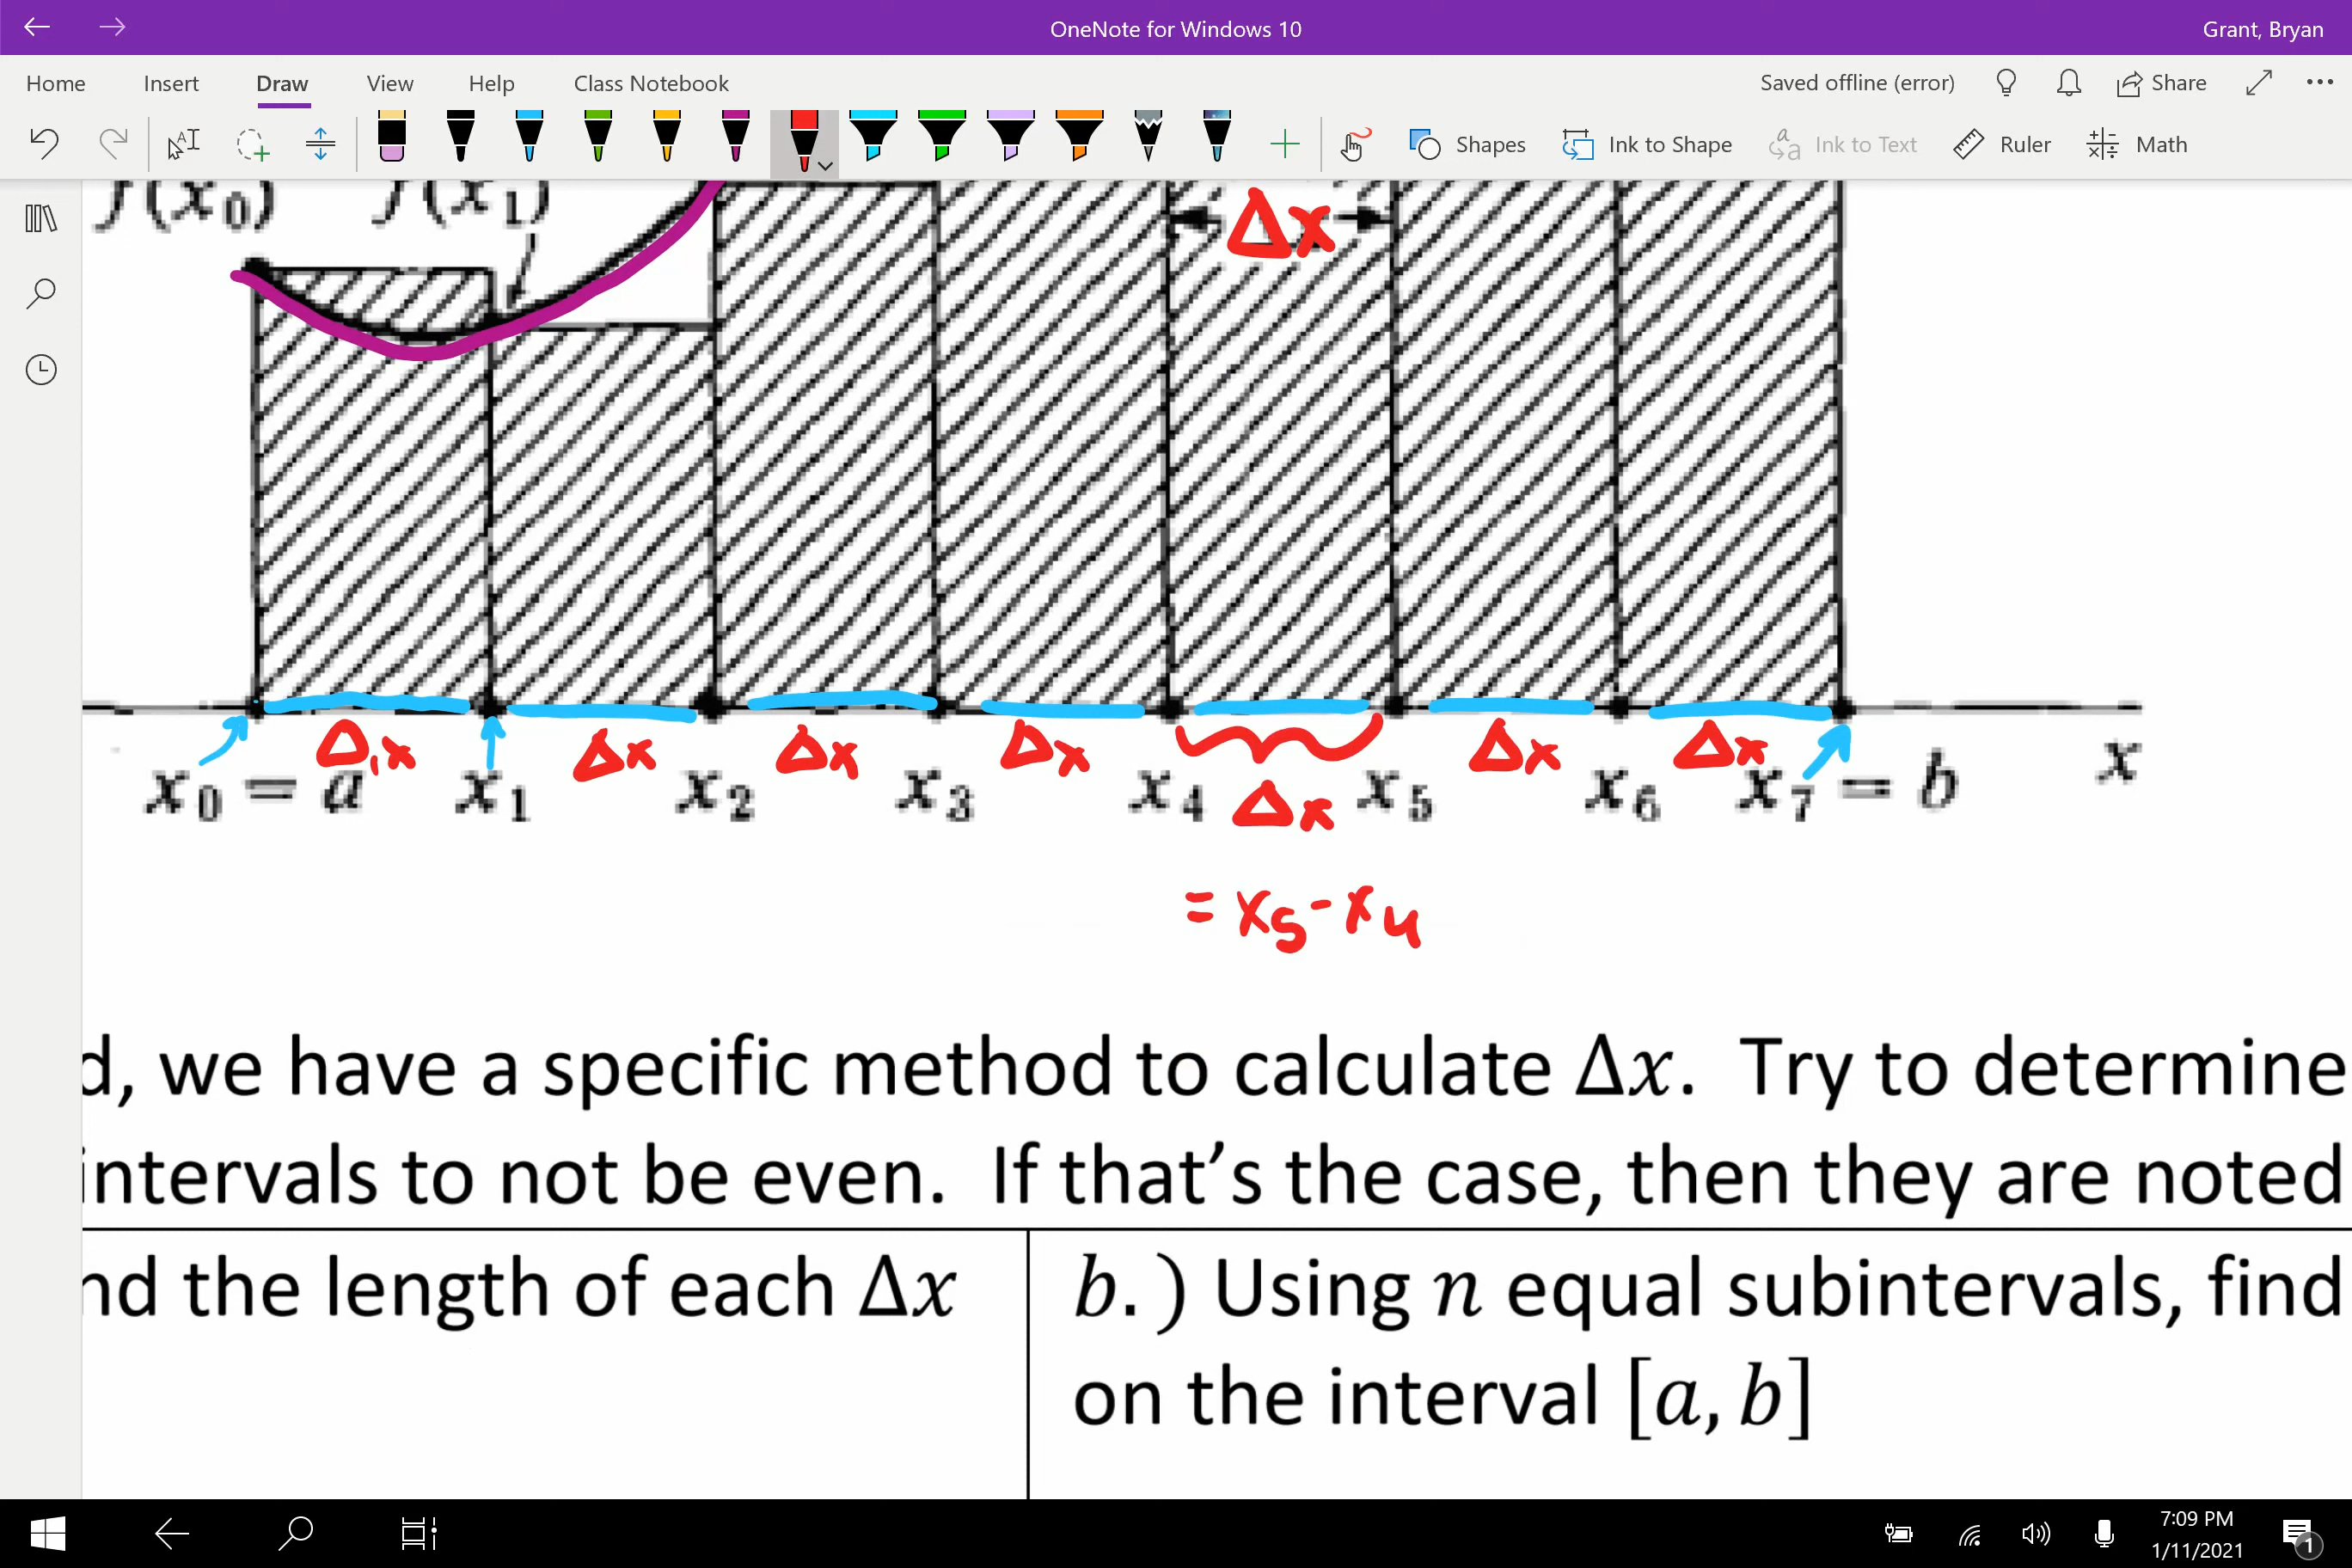 OneNote for Windows 10
Grant, Bryan
Home Insert Draw View Help Class Notebook
Saved offline (error) Share
Shapes Ink to Shape Ink to Text Ruler Math
f(x₀) f(x₁)
Δx
Δ,x Δx Δx Δx Δx Δx
x₀ = a x₁ x₂ x₃ x₄ Δx x₅ x₆ x₇ = b x
= x₅ - x₄
d, we have a specific method to calculate Δx. Try to determine
intervals to not be even. If that's the case, then they are noted
nd the length of each Δx
b.) Using n equal subintervals, find
on the interval [a, b]
7:09 PM
1/11/2021
1